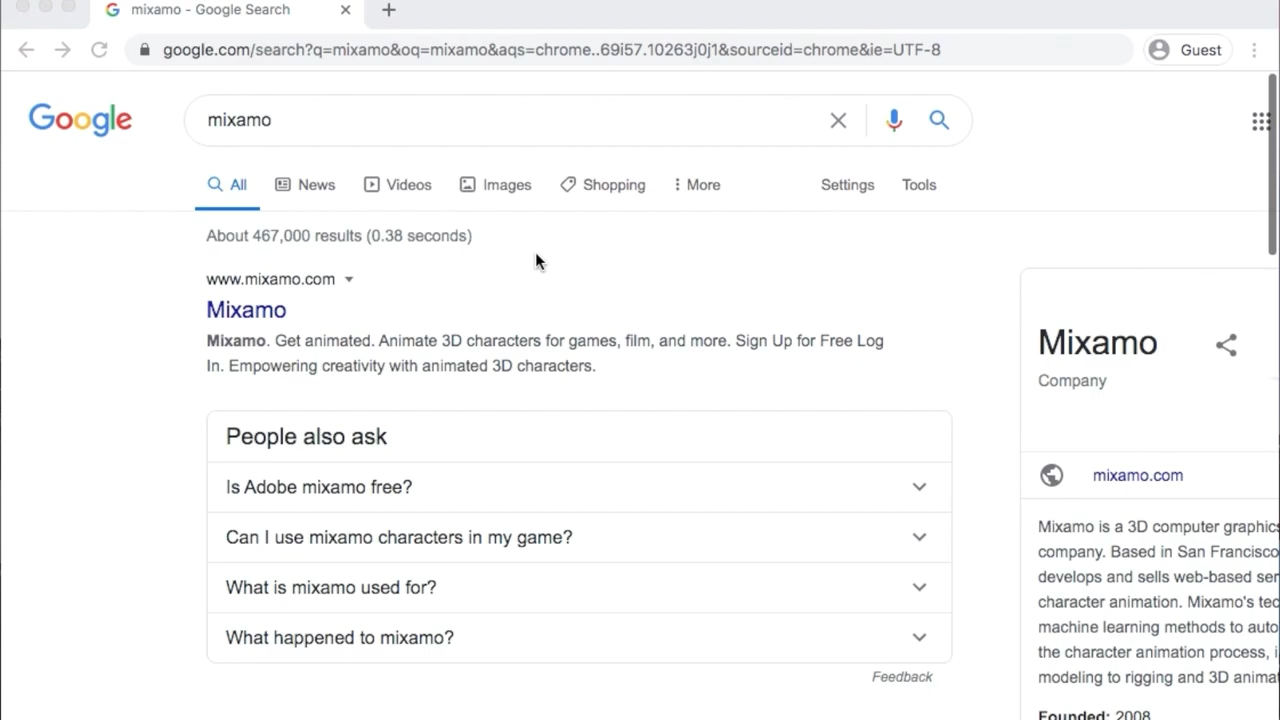 mixamo - Google Search
google.com/search?q=mixamo&oq=mixamo&aqs=chrome..69i57.10263j0j1&sourceid=chrome&ie=UTF-8
Guest
Google
mixamo
All
News
Videos
Images
Shopping
More
Settings
Tools
About 467,000 results (0.38 seconds)
www.mixamo.com
Mixamo
Mixamo. Get animated. Animate 3D characters for games, film, and more. Sign Up for Free Log
In. Empowering creativity with animated 3D characters.
People also ask
Is Adobe mixamo free?
Can I use mixamo characters in my game?
What is mixamo used for?
What happened to mixamo?
Feedback
Mixamo
Company
mixamo.com
Mixamo is a 3D computer graphics
company. Based in San Francisco
develops and sells web-based ser
character animation. Mixamo's tec
machine learning methods to auto
the character animation process, i
modeling to rigging and 3D anima
Founded: 2008